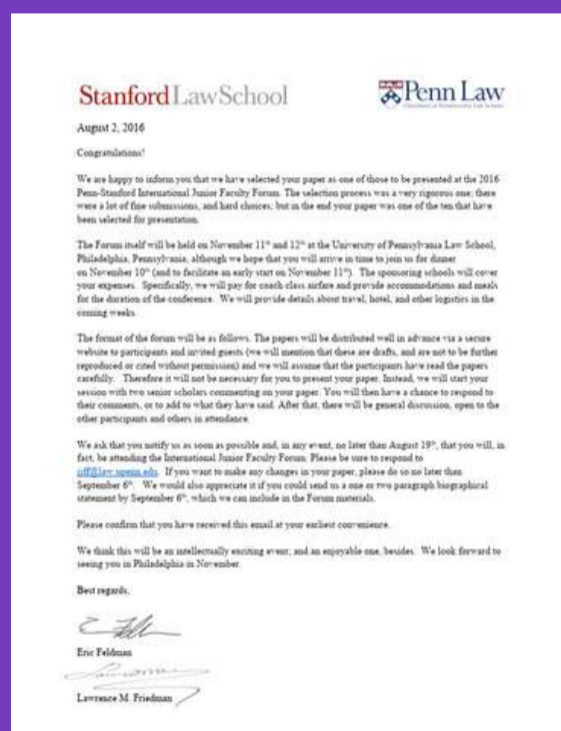 Stanford Law School
Penn Law
August 2, 2016
Congratulations!
We are happy to inform you that we have selected your paper as one of those to be presented at the 2016
Penn-Stanford International Junior Faculty Forum. The selection process was a very rigorous one; there
were a lot of fine submissions, and hard choices; but in the end your paper was one of the ten that have
been selected for presentation.
The Forum itself will be held on November 11th and 12th at the University of Pennsylvania Law School,
Philadelphia, Pennsylvania, although we hope that you will arrive in time to join us for dinner
on November 10th (and to facilitate an early start on November 11th). The sponsoring schools will cover
your expenses. Specifically, we will pay for coach class airfare and provide accommodations and meals
for the duration of the conference. We will provide details about travel, hotel, and other logistics in the
coming weeks.
The format of the forum will be as follows. The papers will be distributed well in advance via a secure
website to participants and invited guests (we will mention that these are drafts, and are not to be further
reproduced or cited without permission) and we will assume that the participants have read the papers
carefully. Therefore it will not be necessary for you to present your paper. Instead, we will start your
session with two senior scholars commenting on your paper. You will then have a chance to respond to
their comments, or to add to what they have said. After that, there will be general discussion, open to the
other participants and others in attendance.
We ask that you notify us as soon as possible and, in any event, no later than August 19th, that you will, in
fact, be attending the International Junior Faculty Forum. Please be sure to respond to
ijff@law.upenn.edu. If you want to make any changes in your paper, please do so no later than
September 6th. We would also appreciate it if you could send us a one or two paragraph biographical
statement by September 6th, which we can include in the Forum materials.
Please confirm that you have received this email at your earliest convenience.
We think this will be an intellectually exciting event; and an enjoyable one, besides. We look forward to
seeing you in Philadelphia in November.
Best regards,
Eric Feldman
Lawrence M. Friedman